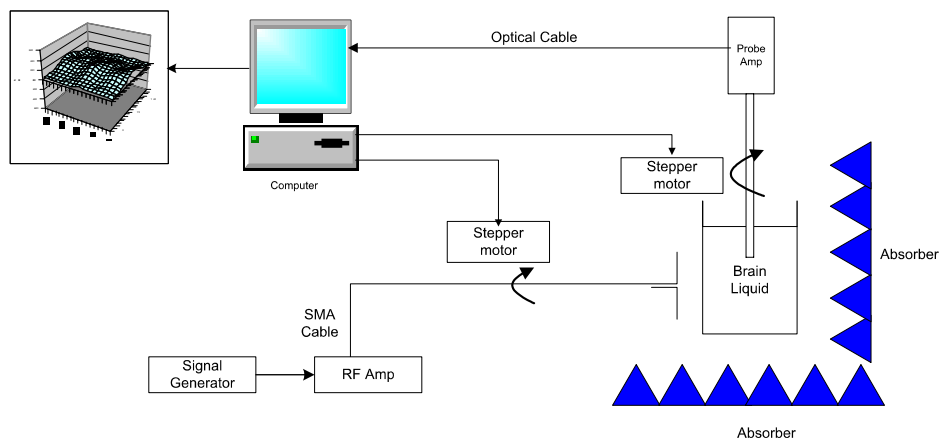 Optical Cable
Probe
Amp
Computer
Stepper
motor
Stepper
motor
Brain
Liquid
Absorber
SMA
Cable
Signal
Generator
RF Amp
Absorber